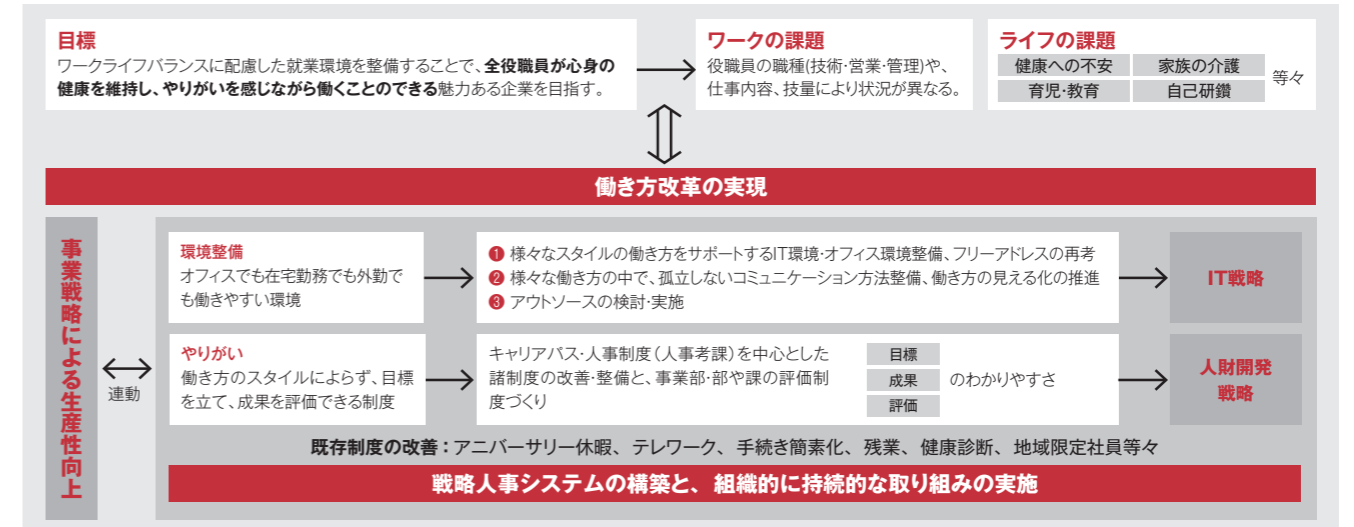 目標
ワークライフバランスに配慮した就業環境を整備することで、全役職員が心身の
健康を維持し、やりがいを感じながら働くことのできる魅力ある企業を目指す。
ワークの課題
役職員の職種(技術・営業・管理)や、
仕事内容、技量により状況が異なる。
ライフの課題
健康への不安
家族の介護
育児・教育
自己研鑽
等々
働き方改革の実現
事業戦略による生産性向上
連動
環境整備
オフィスでも在宅勤務でも外勤で
も働きやすい環境
❶ 様々なスタイルの働き方をサポートするIT環境・オフィス環境整備、フリーアドレスの再考
❷ 様々な働き方の中で、孤立しないコミュニケーション方法整備、働き方の見える化の推進
❸ アウトソースの検討・実施
IT戦略
やりがい
働き方のスタイルによらず、目標
を立て、成果を評価できる制度
キャリアパス・人事制度（人事考課）を中心とした
諸制度の改善・整備と、事業部・部や課の評価制
度づくり
目標
成果
評価
のわかりやすさ
人財開発
戦略
既存制度の改善：アニバーサリー休暇、テレワーク、手続き簡素化、残業、健康診断、地域限定社員等々
戦略人事システムの構築と、組織的に持続的な取り組みの実施